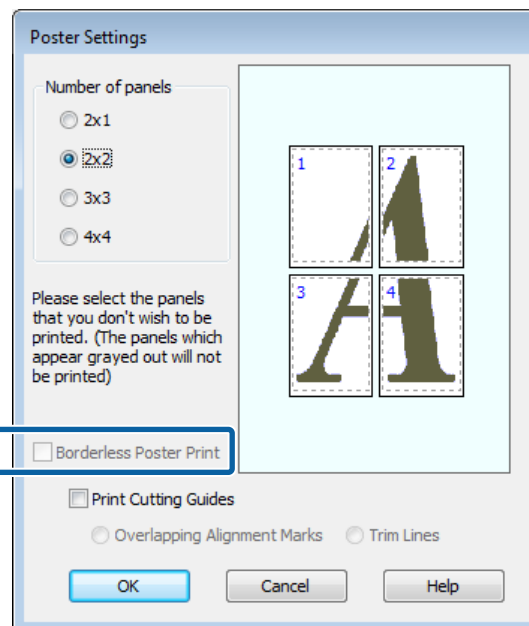 Poster Settings
Number of panels
2x1
2x2
3x3
4x4
1 2
3 4
Please select the panels
that you don't wish to be
printed. (The panels which
appear grayed out will not
be printed)
Borderless Poster Print
Print Cutting Guides
Overlapping Alignment Marks Trim Lines
OK Cancel Help